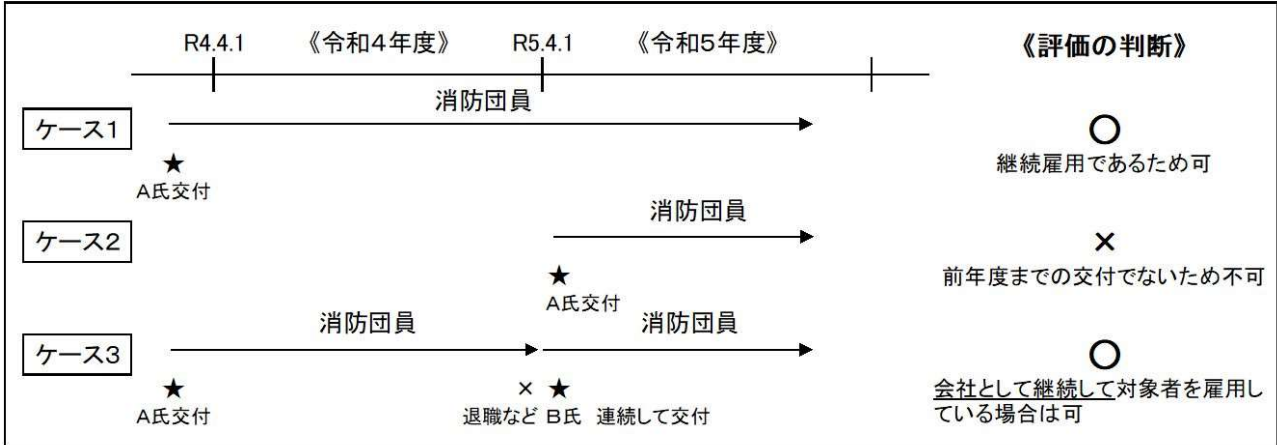 R4.4.1 《令和4年度》 R5.4.1 《令和5年度》 《評価の判断》
消防団員
ケース1
★
A氏交付
○
継続雇用であるため可
消防団員
ケース2
★
A氏交付
×
前年度までの交付でないため不可
消防団員 消防団員
ケース3
★ × ★
A氏交付 退職など B氏 連続して交付
○
会社として継続して対象者を雇用し
ている場合は可